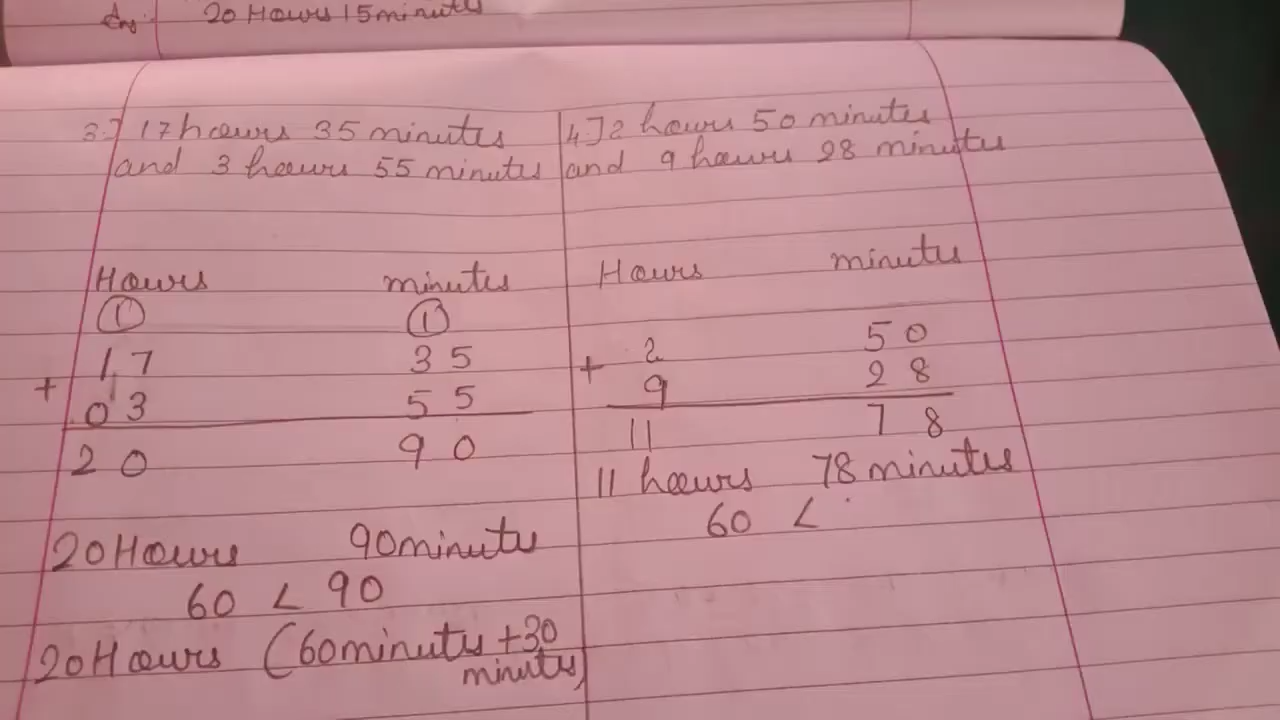 Ans. 20 Hours 15 minutes
3.] 17 hours 35 minutes
and 3 hours 55 minutes
Hours minutes
1 1
17 35
+ 03 55
20 90
20 Hours 90 minutes
60 < 90
20 Hours (60 minutes + 30
minutes)
4.] 2 hours 50 minutes
and 9 hours 28 minutes
Hours minutes
2 50
+ 9 28
11 78
11 hours 78 minutes
60 <